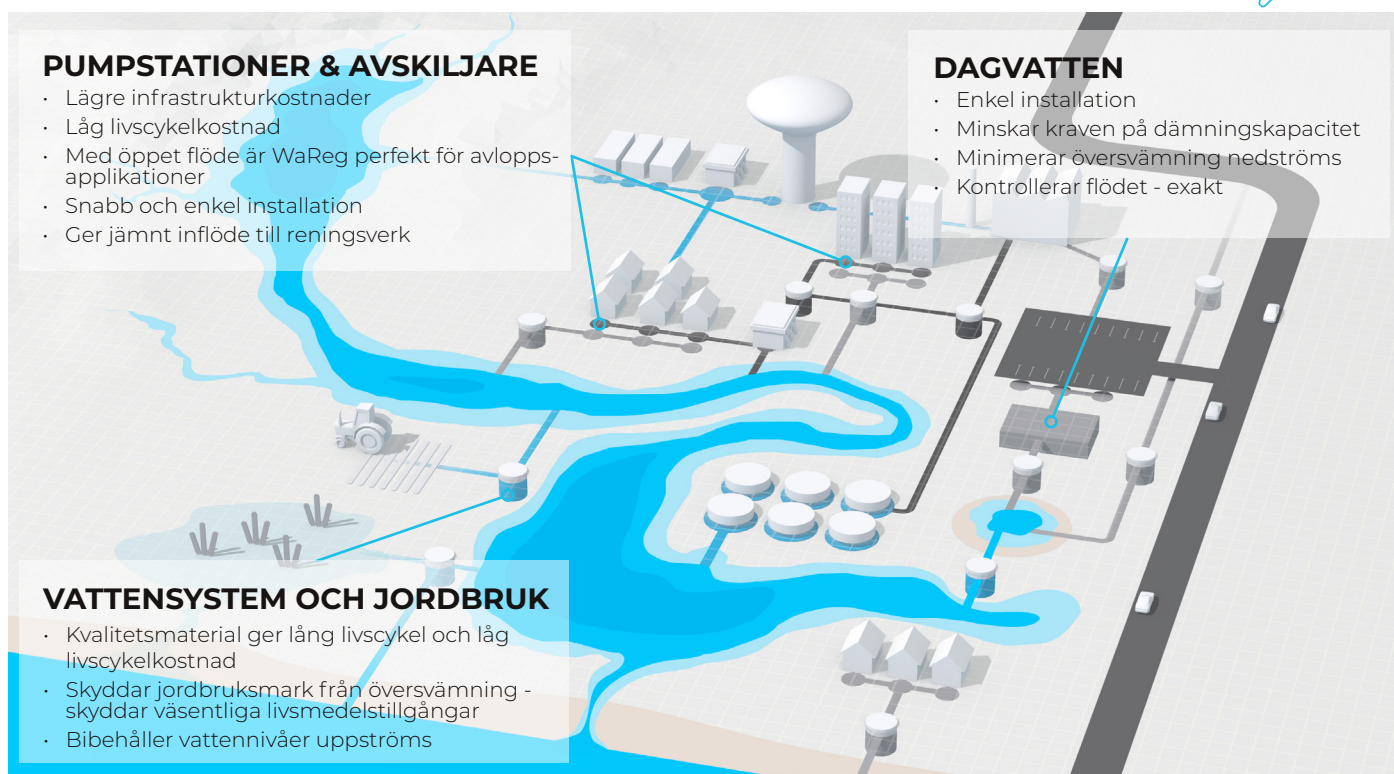 PUMPSTATIONER & AVSKILJARE
· Lägre infrastrukturkostnader
· Låg livscykelkostnad
· Med öppet flöde är WaReg perfekt för avlopps-
applikationer
· Snabb och enkel installation
· Ger jämnt inflöde till reningsverk
DAGVATTEN
· Enkel installation
· Minskar kraven på dämningskapacitet
· Minimerar översvämning nedströms
· Kontrollerar flödet - exakt
VATTENSYSTEM OCH JORDBRUK
· Kvalitetsmaterial ger lång livscykel och låg
livscykelkostnad
· Skyddar jordbruksmark från översvämning -
skyddar väsentliga livsmedelstillgångar
· Bibehåller vattennivåer uppströms